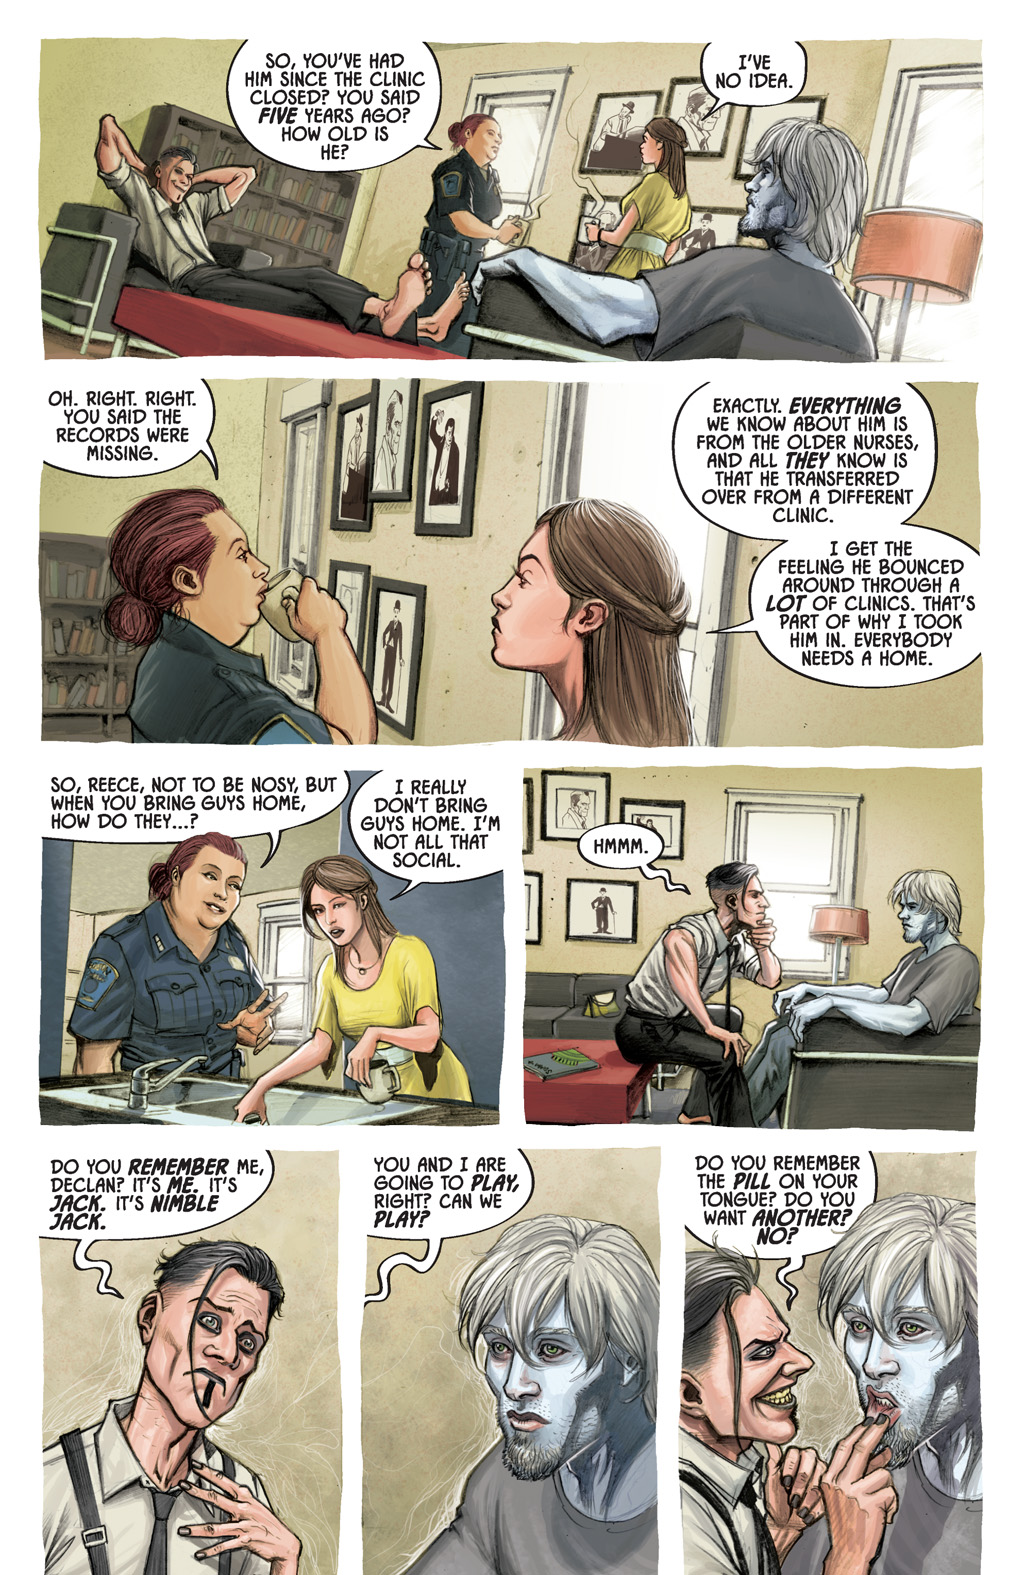 SO, YOU'VE HAD
HIM SINCE THE CLINIC
CLOSED? YOU SAID
FIVE YEARS AGO?
HOW OLD IS
HE?
I'VE
NO IDEA.
OH. RIGHT. RIGHT.
YOU SAID THE
RECORDS WERE
MISSING.
EXACTLY. EVERYTHING
WE KNOW ABOUT HIM IS
FROM THE OLDER NURSES,
AND ALL THEY KNOW IS
THAT HE TRANSFERRED
OVER FROM A DIFFERENT
CLINIC.
I GET THE
FEELING HE BOUNCED
AROUND THROUGH A
LOT OF CLINICS. THAT'S
PART OF WHY I TOOK
HIM IN. EVERYBODY
NEEDS A HOME.
SO, REECE, NOT TO BE NOSY, BUT
WHEN YOU BRING GUYS HOME,
HOW DO THEY...?
I REALLY
DON'T BRING
GUYS HOME. I'M
NOT ALL THAT
SOCIAL.
HMMM.
DO YOU REMEMBER ME,
DECLAN? IT'S ME. IT'S
JACK. IT'S NIMBLE
JACK.
YOU AND I ARE
GOING TO PLAY,
RIGHT? CAN WE
PLAY?
DO YOU REMEMBER
THE PILL ON YOUR
TONGUE? DO YOU
WANT ANOTHER?
NO?